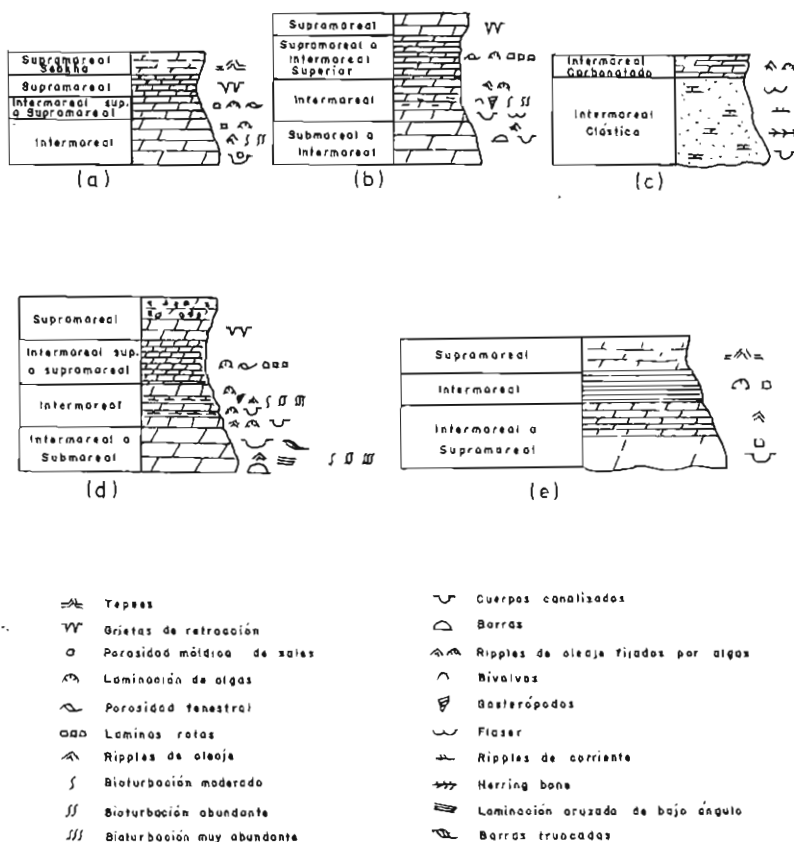 Supramareal
Sebkha
Supramareal
Intermareal sup.
a Supramareal
Intermareal
(a)
Supramareal
Supramareal a
Intermareal
Superior
Intermareal
Submareal a
Intermareal
(b)
Intermareal
Carbonatado
Intermareal
Clástica
(c)
Supramareal
Intermareal sup.
a supramareal
Intermareal
Intermareal a
Submareal
(d)
Supramareal
Intermareal
Intermareal a
Supramareal
(e)
Tepees
Grietas de retracción
Porosidad móldica de sales
Laminación de algas
Porosidad fenestral
Laminas rotas
Ripples de oleaje
Bioturbación moderada
Bioturbación abundante
Bioturbación muy abundante
Cuerpos canalizados
Barras
Ripples de oleaje fijados por algas
Bivalvos
Gasterópodos
Flaser
Ripples de corriente
Herring bone
Laminación cruzada de bajo ángulo
Barras truncadas